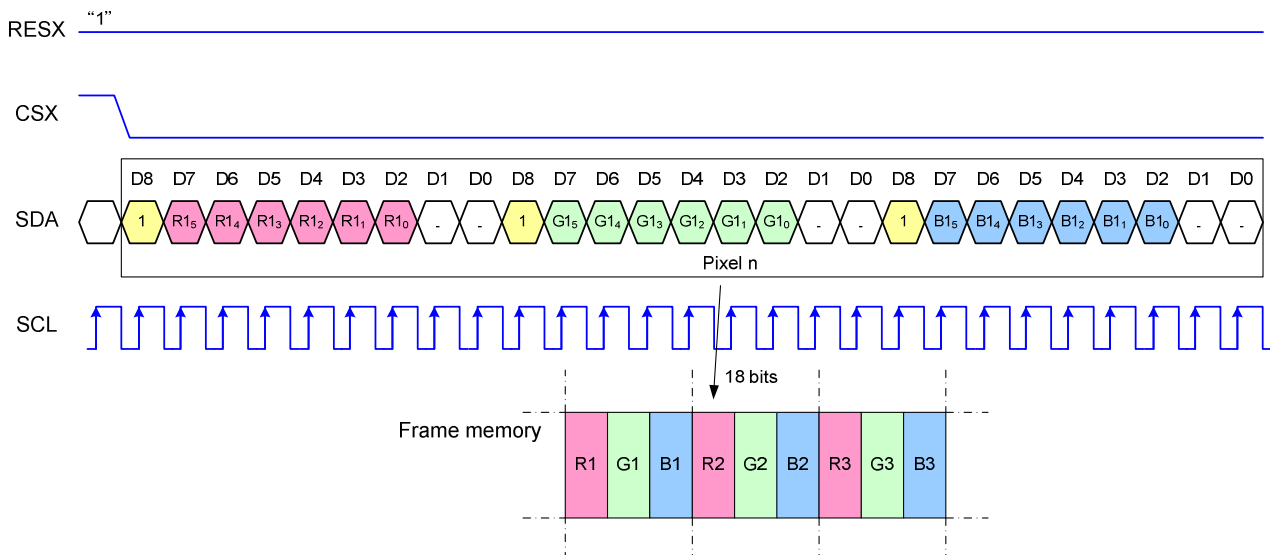 RESX “1”
CSX
D8 D7 D6 D5 D4 D3 D2 D1 D0 D8 D7 D6 D5 D4 D3 D2 D1 D0 D8 D7 D6 D5 D4 D3 D2 D1 D0
SDA 1 R1₅ R1₄ R1₃ R1₂ R1₁ R1₀ - - 1 G1₅ G1₄ G1₃ G1₂ G1₁ G1₀ - - 1 B1₅ B1₄ B1₃ B1₂ B1₁ B1₀ - -
Pixel n
SCL
18 bits
Frame memory
R1 G1 B1 R2 G2 B2 R3 G3 B3